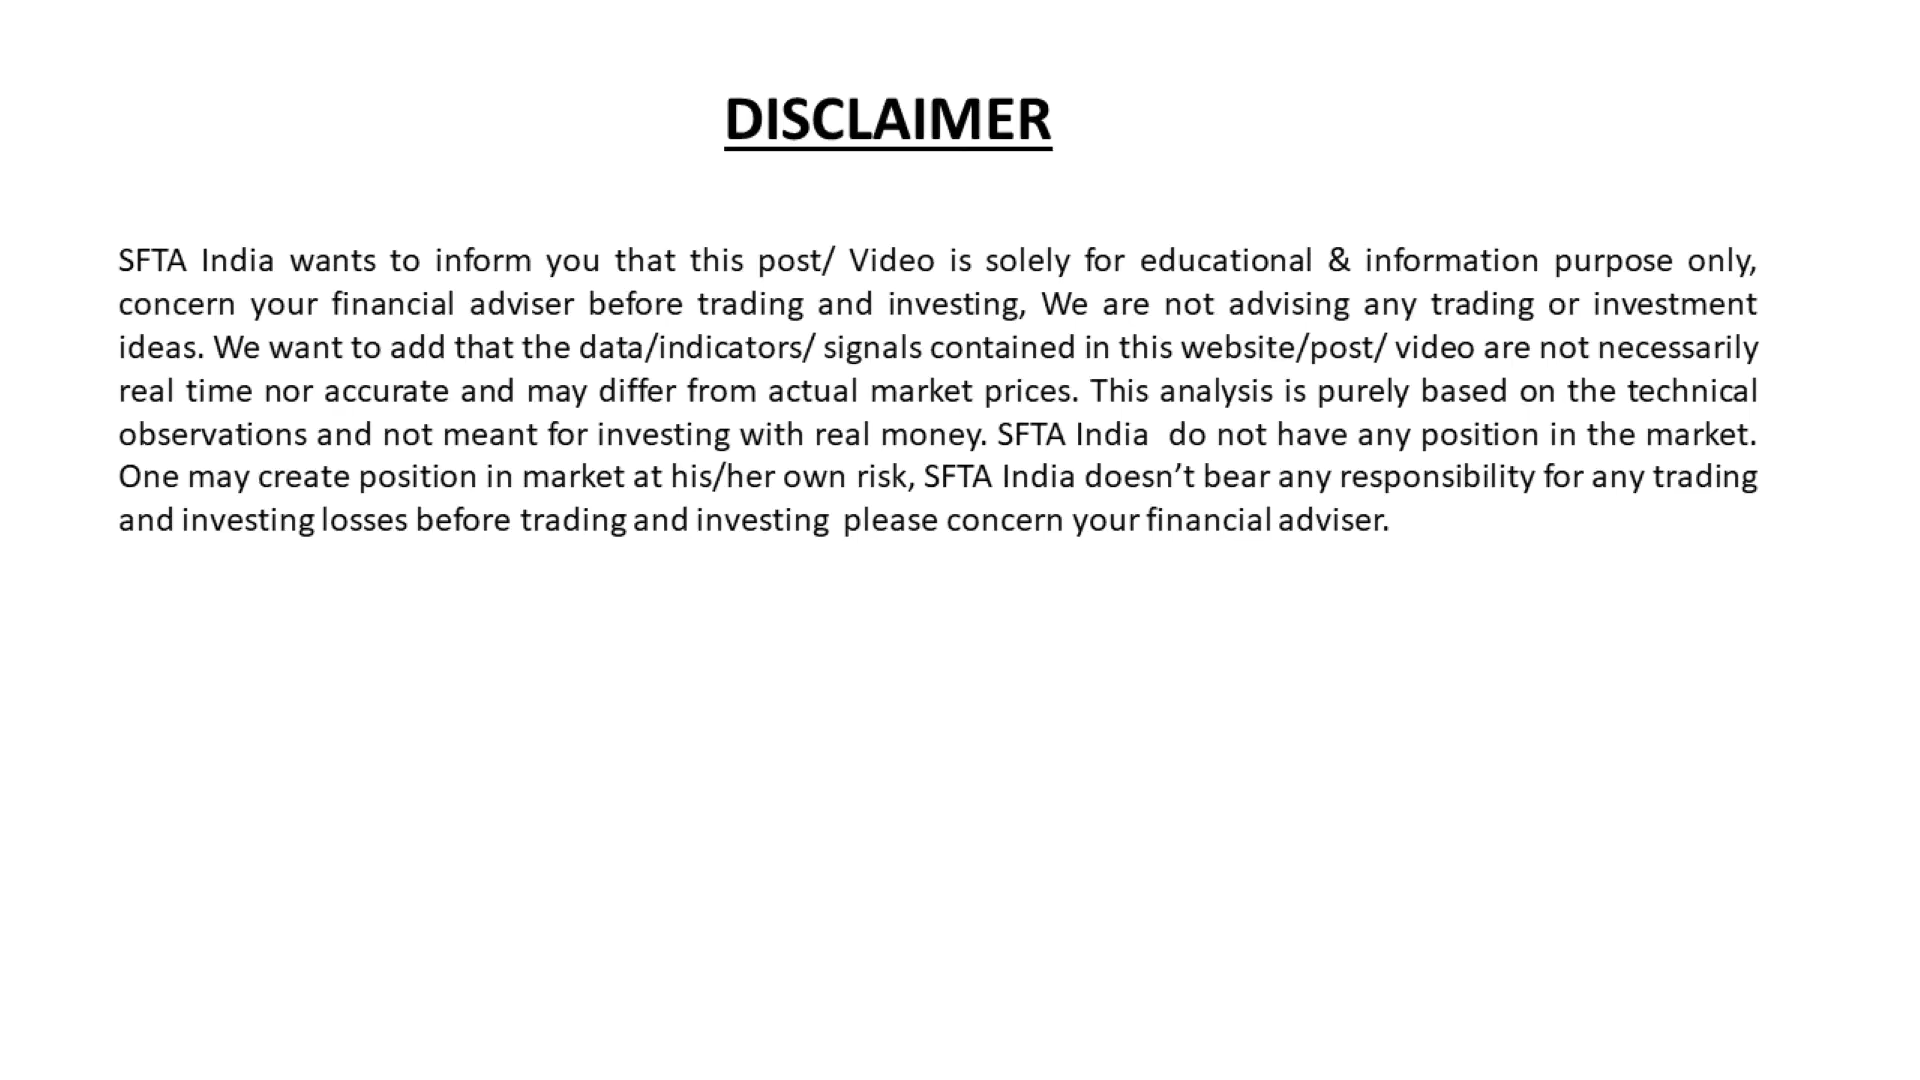 DISCLAIMER
SFTA India wants to inform you that this post/ Video is solely for educational & information purpose only,
concern your financial adviser before trading and investing, We are not advising any trading or investment
ideas. We want to add that the data/indicators/ signals contained in this website/post/ video are not necessarily
real time nor accurate and may differ from actual market prices. This analysis is purely based on the technical
observations and not meant for investing with real money. SFTA India  do not have any position in the market.
One may create position in market at his/her own risk, SFTA India doesn’t bear any responsibility for any trading
and investing losses before trading and investing  please concern your financial adviser.